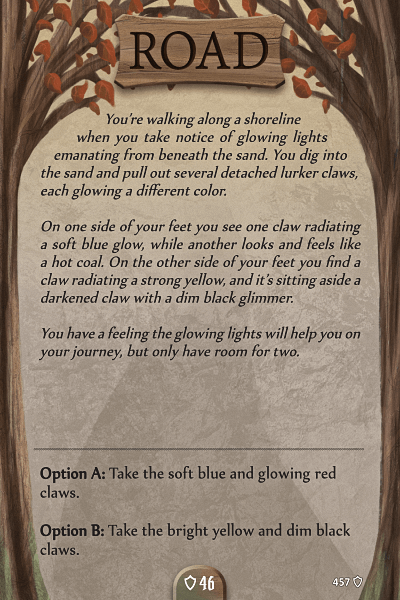 ROAD
You're walking along a shoreline
when you take notice of glowing lights
emanating from beneath the sand. You dig into
the sand and pull out several detached lurker claws,
each glowing a different color.
On one side of your feet you see one claw radiating
a soft blue glow, while another looks and feels like
a hot coal. On the other side of your feet you find a
claw radiating a strong yellow, and it's sitting aside a
darkened claw with a dim black glimmer.
You have a feeling the glowing lights will help you on
your journey, but only have room for two.
Option A: Take the soft blue and glowing red
claws.
Option B: Take the bright yellow and dim black
claws.
46
457